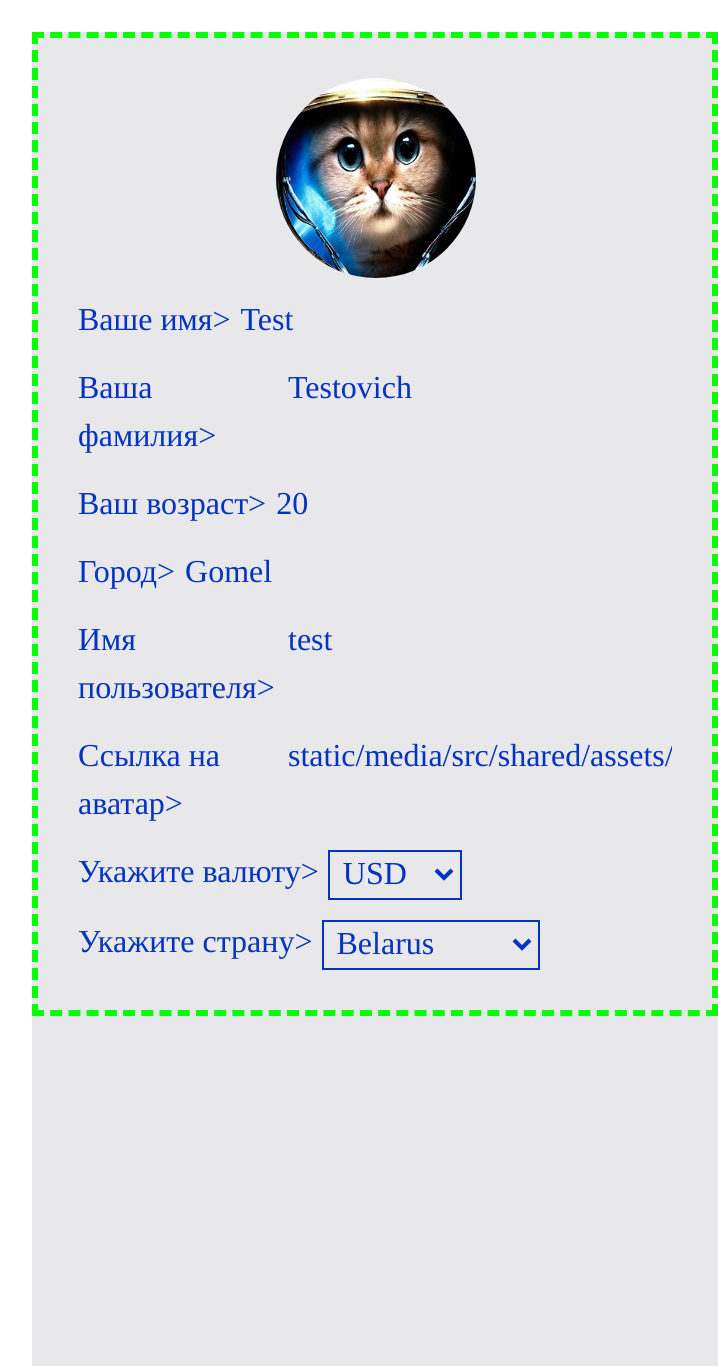 Ваше имя> Test
Ваша Testovich
фамилия>
Ваш возраст> 20
Город> Gomel
Имя test
пользователя>
Ссылка на static/media/src/shared/assets/
аватар>
Укажите валюту> USD
Укажите страну> Belarus